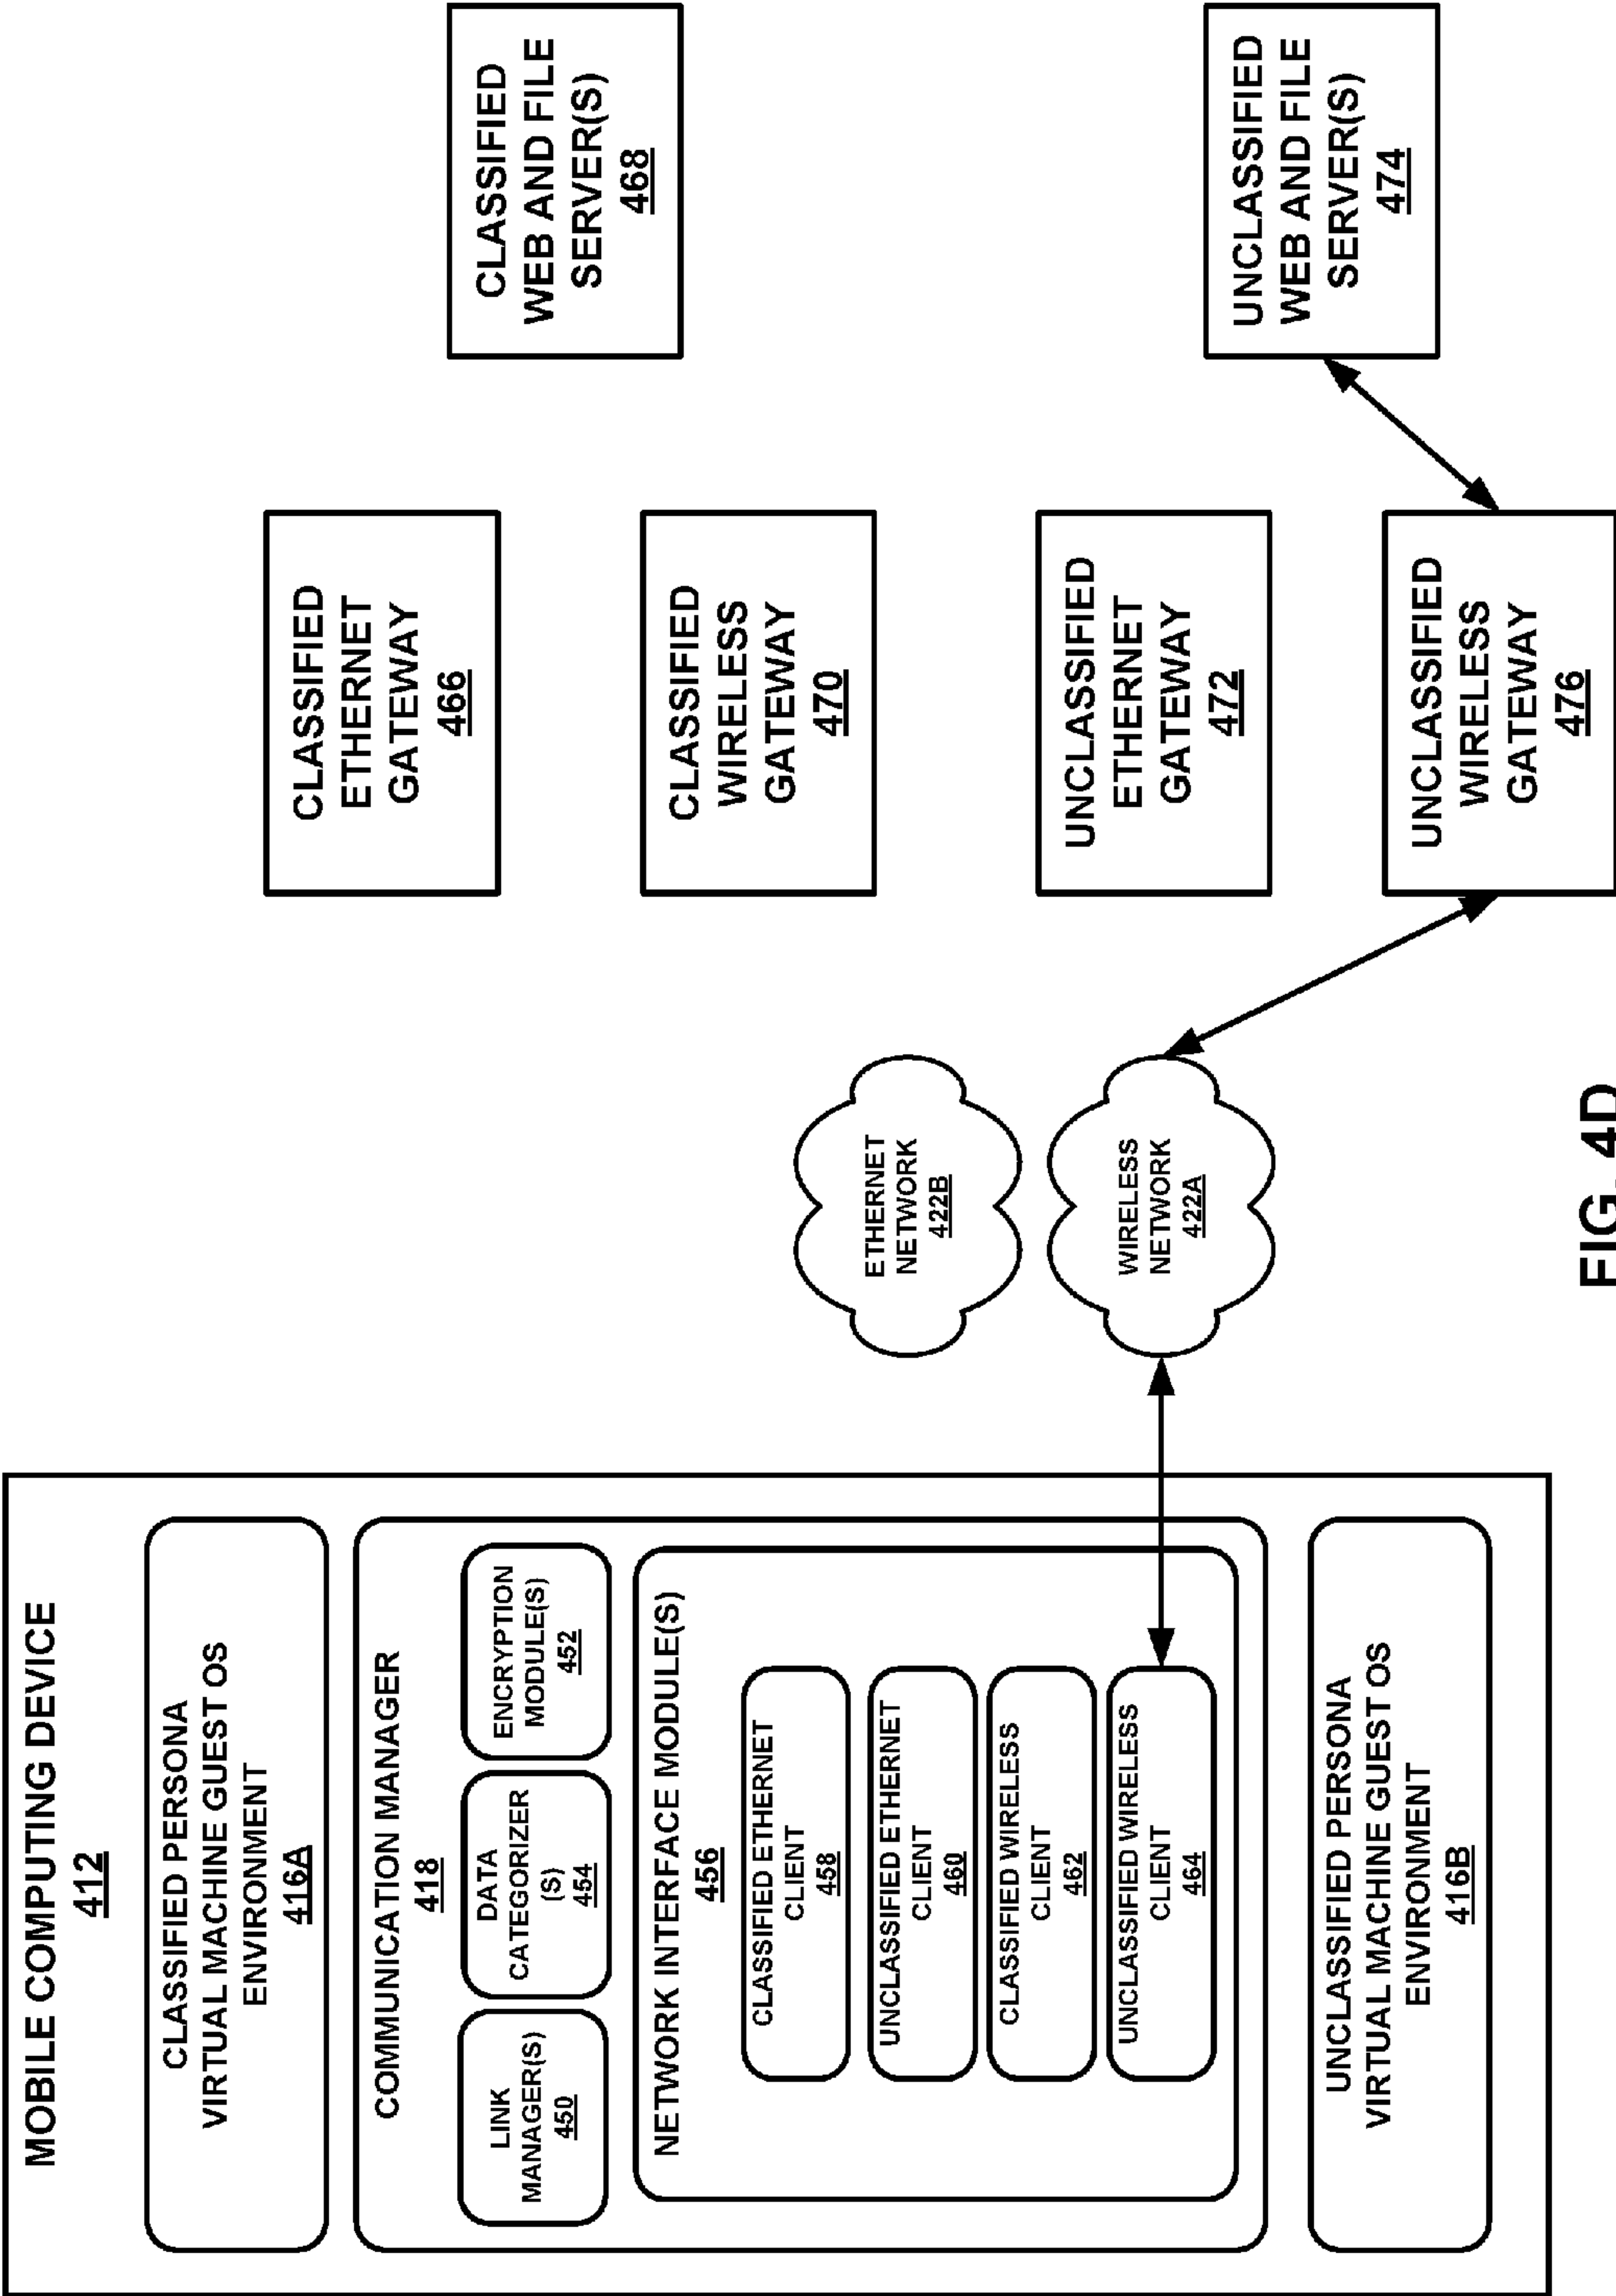 MOBILE COMPUTING DEVICE
412
CLASSIFIED PERSONA
VIRTUAL MACHINE GUEST OS
ENVIRONMENT
416A
COMMUNICATION MANAGER
418
LINK
MANAGER(S)
450
DATA
CATEGORIZER
(S)
454
ENCRYPTION
MODULE(S)
452
NETWORK INTERFACE MODULE(S)
456
CLASSIFIED ETHERNET
CLIENT
458
UNCLASSIFIED ETHERNET
CLIENT
460
CLASSIFIED WIRELESS
CLIENT
462
UNCLASSIFIED WIRELESS
CLIENT
464
UNCLASSIFIED PERSONA
VIRTUAL MACHINE GUEST OS
ENVIRONMENT
416B
ETHERNET
NETWORK
422B
WIRELESS
NETWORK
422A
CLASSIFIED
ETHERNET
GATEWAY
466
CLASSIFIED
WIRELESS
GATEWAY
470
UNCLASSIFIED
ETHERNET
GATEWAY
472
UNCLASSIFIED
WIRELESS
GATEWAY
476
CLASSIFIED
WEB AND FILE
SERVER(S)
468
UNCLASSIFIED
WEB AND FILE
SERVER(S)
474
FIG. 4D